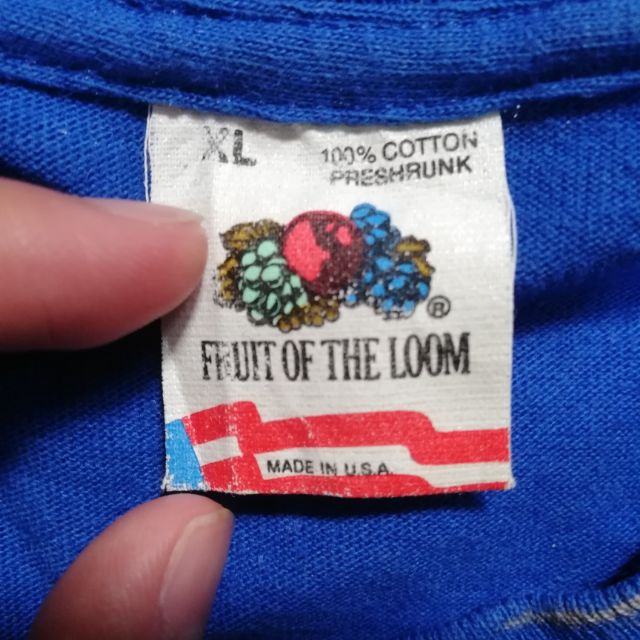 XL
100% COTTON
PRESHRUNK
®
FRUIT OF THE LOOM
MADE IN U.S.A.